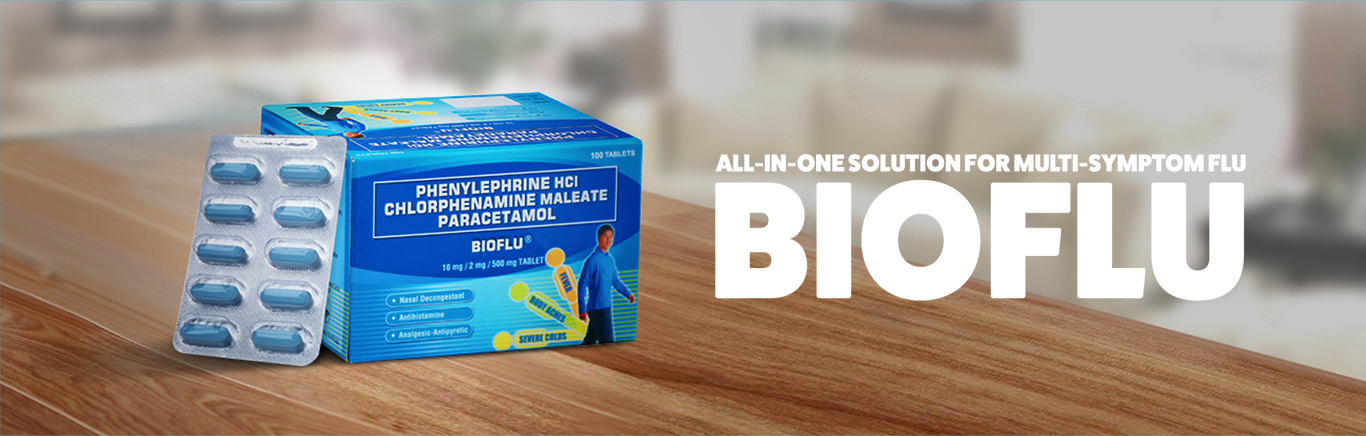 100 TABLETS
PHENYLEPHRINE HCl
CHLORPHENAMINE MALEATE
PARACETAMOL
BIOFLU®
10 mg / 2 mg / 500 mg TABLET
• Nasal Decongestant
• Antihistamine
• Analgesic-Antipyretic
FEVER
BODY ACHES
SEVERE COLDS
ALL-IN-ONE SOLUTION FOR MULTI-SYMPTOM FLU
BIOFLU